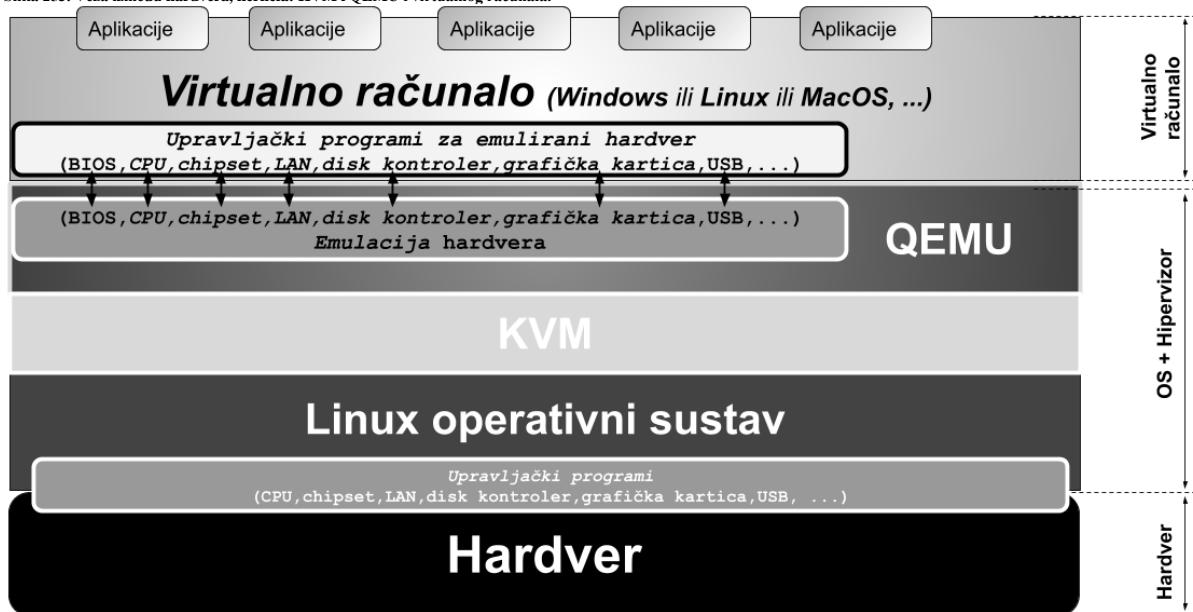 Aplikacije Aplikacije Aplikacije Aplikacije Aplikacije
Virtualno računalo (Windows ili Linux ili MacOS, ...)
Upravljački programi za emulirani hardver
(BIOS,CPU,chipset,LAN,disk kontroler,grafička kartica,USB,...)
(BIOS,CPU,chipset,LAN,disk kontroler,grafička kartica,USB,...)
Emulacija hardvera
QEMU
KVM
Linux operativni sustav
Upravljački programi
(CPU,chipset,LAN,disk kontroler,grafička kartica,USB, ...)
Hardver
Virtualno
računalo
OS + Hipervizor
Hardver